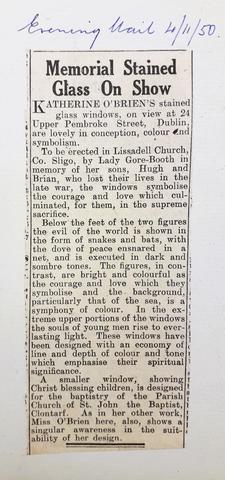 Evening Mail 4/11/50.
Memorial Stained
Glass On Show
KATHERINE O'BRIEN'S stained
glass windows, on view at 24
Upper Pembroke Street, Dublin,
are lovely in conception, colour and
symbolism.
To be erected in Lissadell Church,
Co. Sligo, by Lady Gore-Booth in
memory of her sons, Hugh and
Brian, who lost their lives in the
late war, the windows symbolise
the courage and love which cul-
minated, for them, in the supreme
sacrifice.
Below the feet of the two figures
the evil of the world is shown in
the form of snakes and bats, with
the dove of peace ensnared in a
net, and is executed in dark and
sombre tones. The figures, in con-
trast, are bright and colourful as
the courage and love which they
symbolise and the background,
particularly that of the sea, is a
symphony of colour. In the ex-
treme upper portions of the windows
the souls of young men rise to ever-
lasting light. These windows have
been designed with an economy of
line and depth of colour and tone
which emphasise their spiritual
significance.
A smaller window, showing
Christ blessing children, is designed
for the baptistry of the Parish
Church of St. John the Baptist,
Clontarf. As in her other work,
Miss O'Brien here, also, shows a
singular awareness in the suit-
ability of her design.